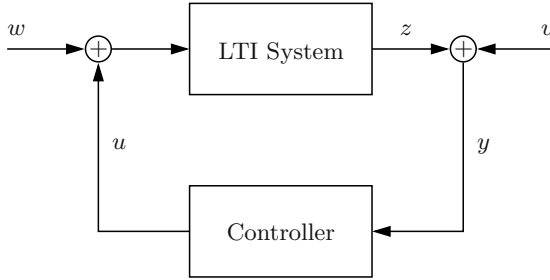 w
+
LTI System
z
+
v
u
y
Controller